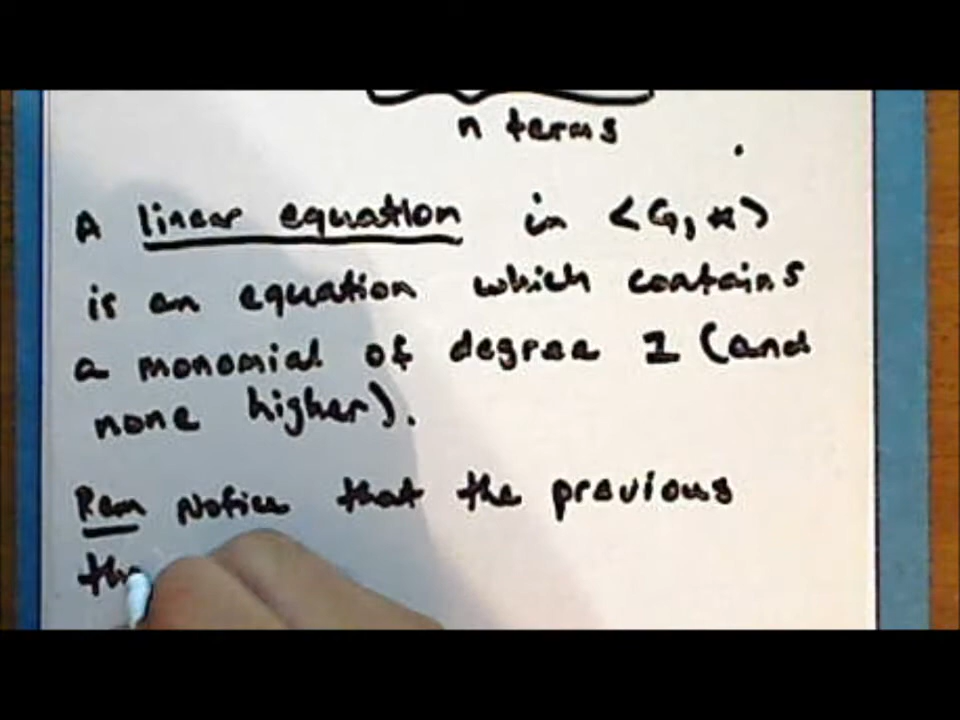 n terms
A linear equation in <G, *>
is an equation which contains
a monomial of degree 1 (and
none higher).
Rem Notice that the previous
th